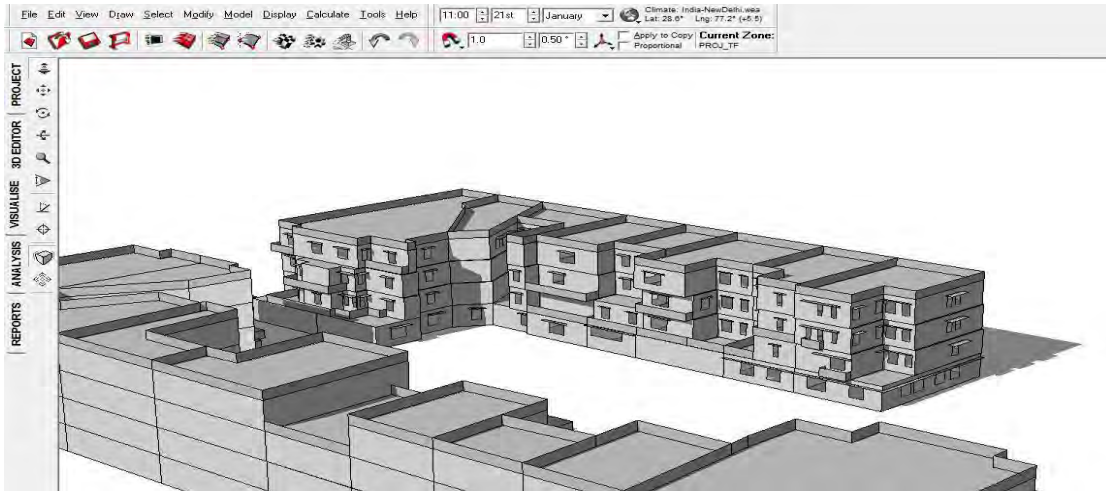 File Edit View Draw Select Modify Model Display Calculate Tools Help
11:00 21st January
Climate: India-NewDelhi.wea
Lat: 28.6° Lng: 77.2° (+5.5)
1.0 0.50 °
Apply to Copy
Proportional
Current Zone:
PROJ_TF
PROJECT
3D EDITOR
VISUALISE
ANALYSIS
REPORTS